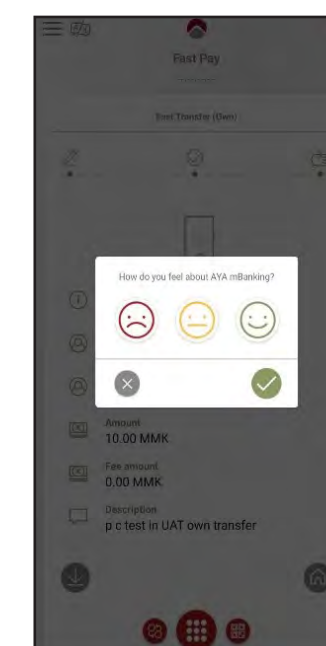 Fast Pay
Fast Transfer (Own)
How do you feel about AYA mBanking?
Amount
10.00 MMK
Fee amount
0.00 MMK
Description
p c test in UAT own transfer